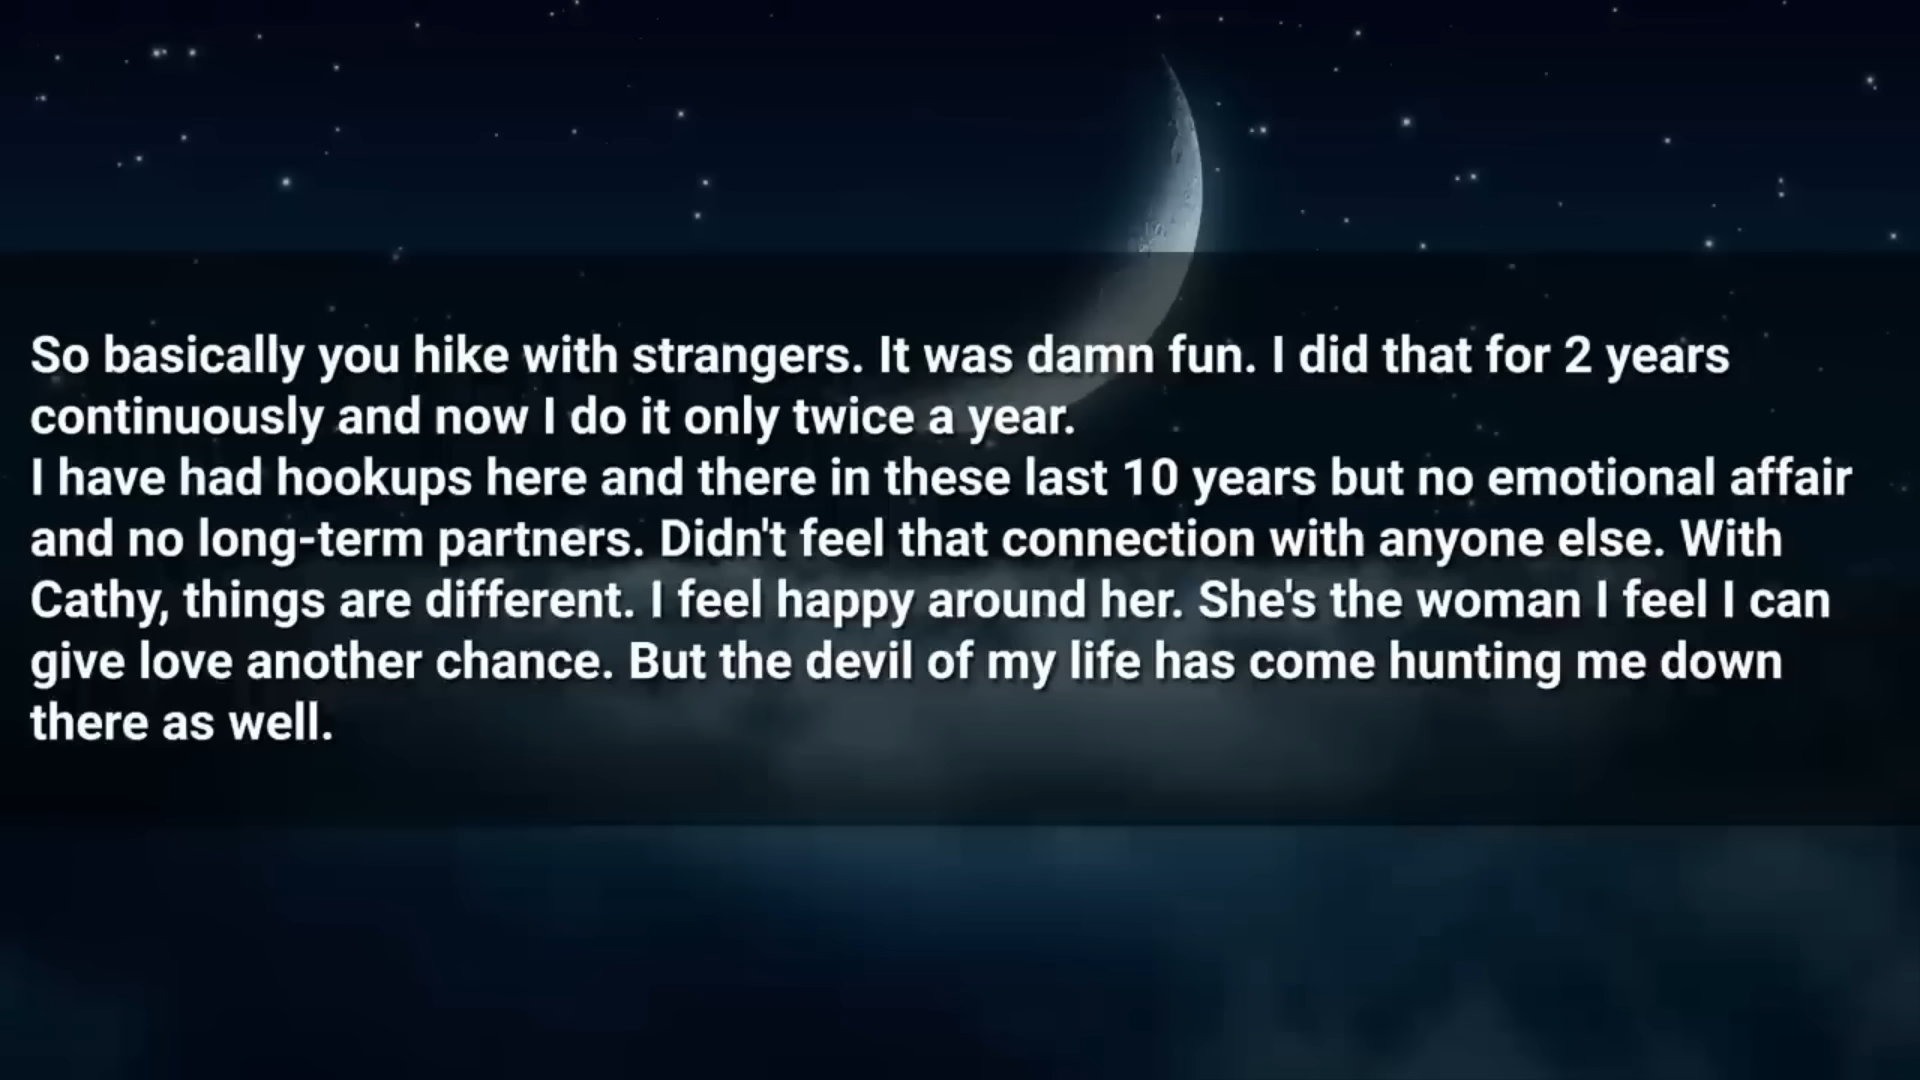 So basically you hike with strangers. It was damn fun. I did that for 2 years
continuously and now I do it only twice a year.
I have had hookups here and there in these last 10 years but no emotional affair
and no long-term partners. Didn't feel that connection with anyone else. With
Cathy, things are different. I feel happy around her. She's the woman I feel I can
give love another chance. But the devil of my life has come hunting me down
there as well.